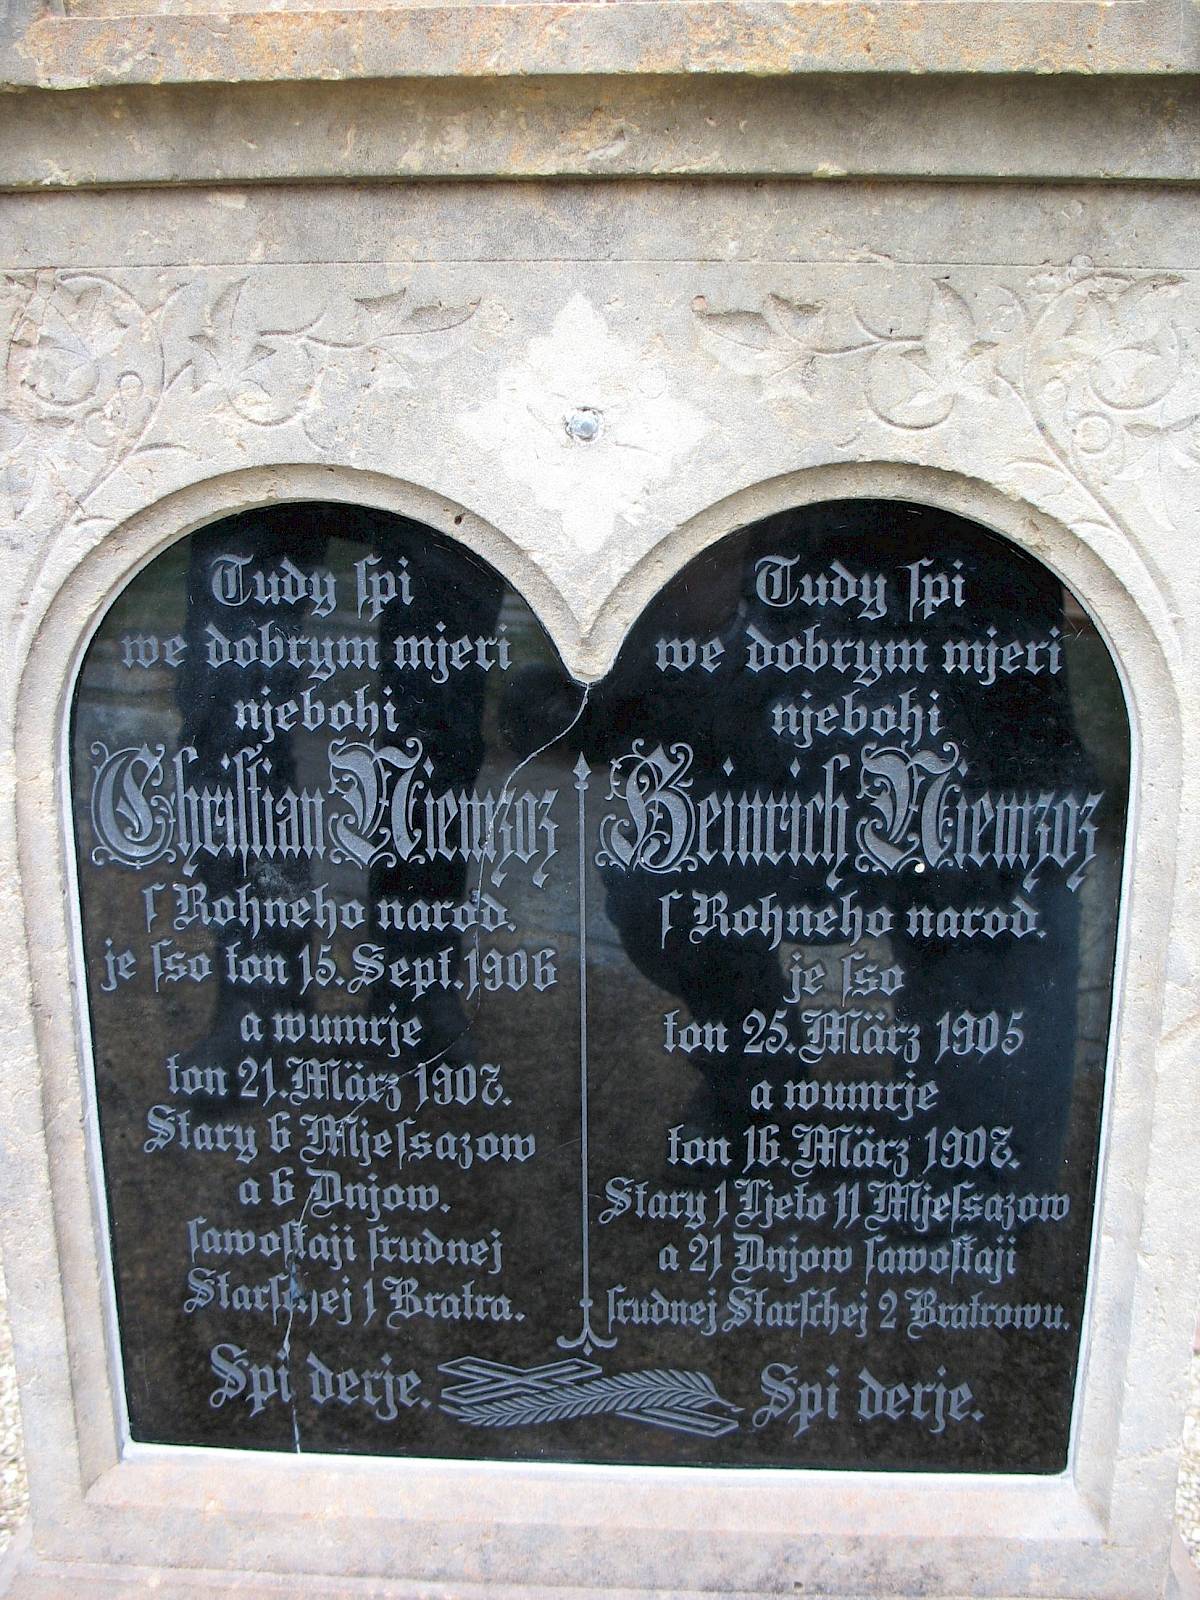 Tudy ſpi
we dobrym mjeri
njebohi
Chriſtian Niemz
ſ Rohneho narod.
je ſso ton 15. Sept. 1906
a wumrje
ton 21. März 1907.
Stary 6 Mjeſsazow
a 6 Dnjow.
ſawoſtaji ſrudnej
Starſchej 1 Bratra.
Spi derje.
Tudy ſpi
we dobrym mjeri
njebohi
Heinrich Niemz
ſ Rohneho narod.
je ſso
ton 25. März 1905
a wumrje
ton 16. März 1907.
Stary 1 Ljeto 11 Mjeſsazow
a 21 Dnjow ſawoſtaji
ſrudnej Starſchej 2 Bratrowu.
Spi derje.